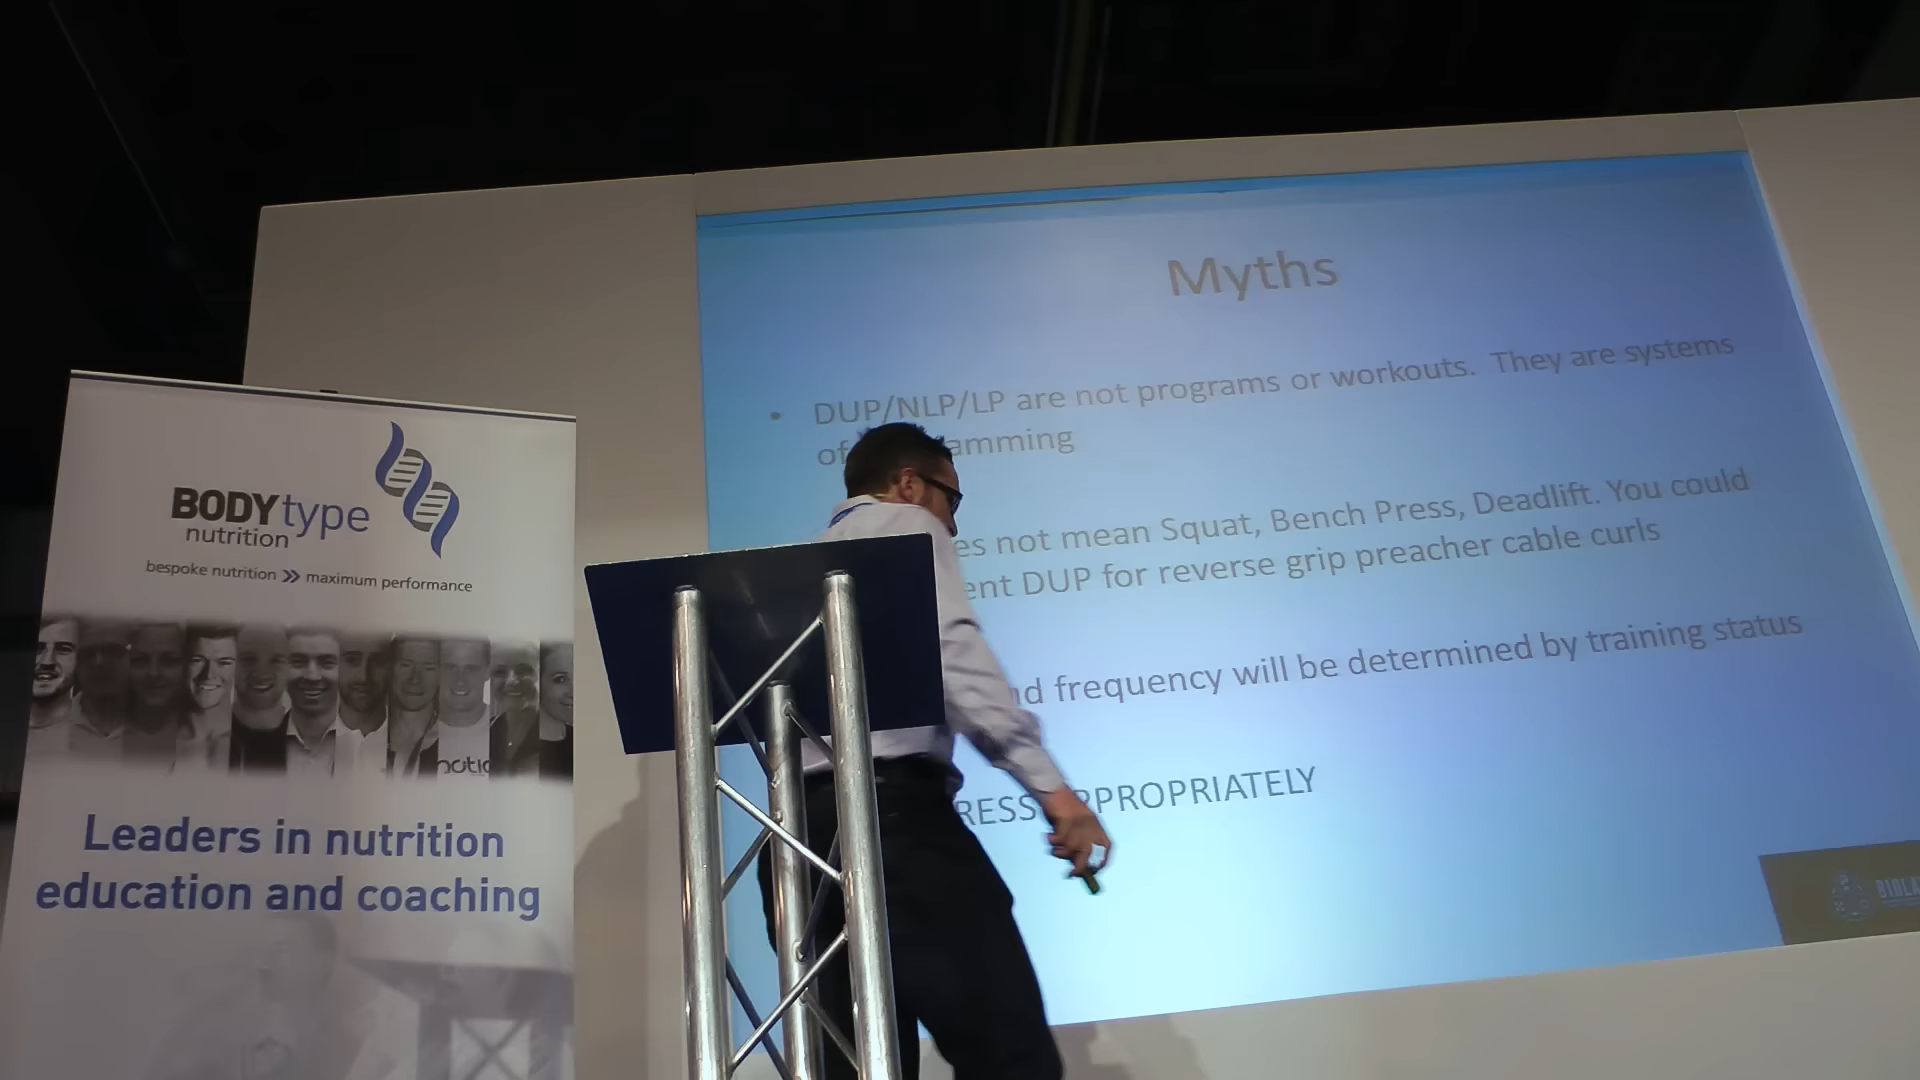 BODYtype
nutrition
bespoke nutrition » maximum performance
Leaders in nutrition
education and coaching
Myths
• DUP/NLP/LP are not programs or workouts. They are systems
of amming
es not mean Squat, Bench Press, Deadlift. You could
ent DUP for reverse grip preacher cable curls
nd frequency will be determined by training status
RESS PPROPRIATELY